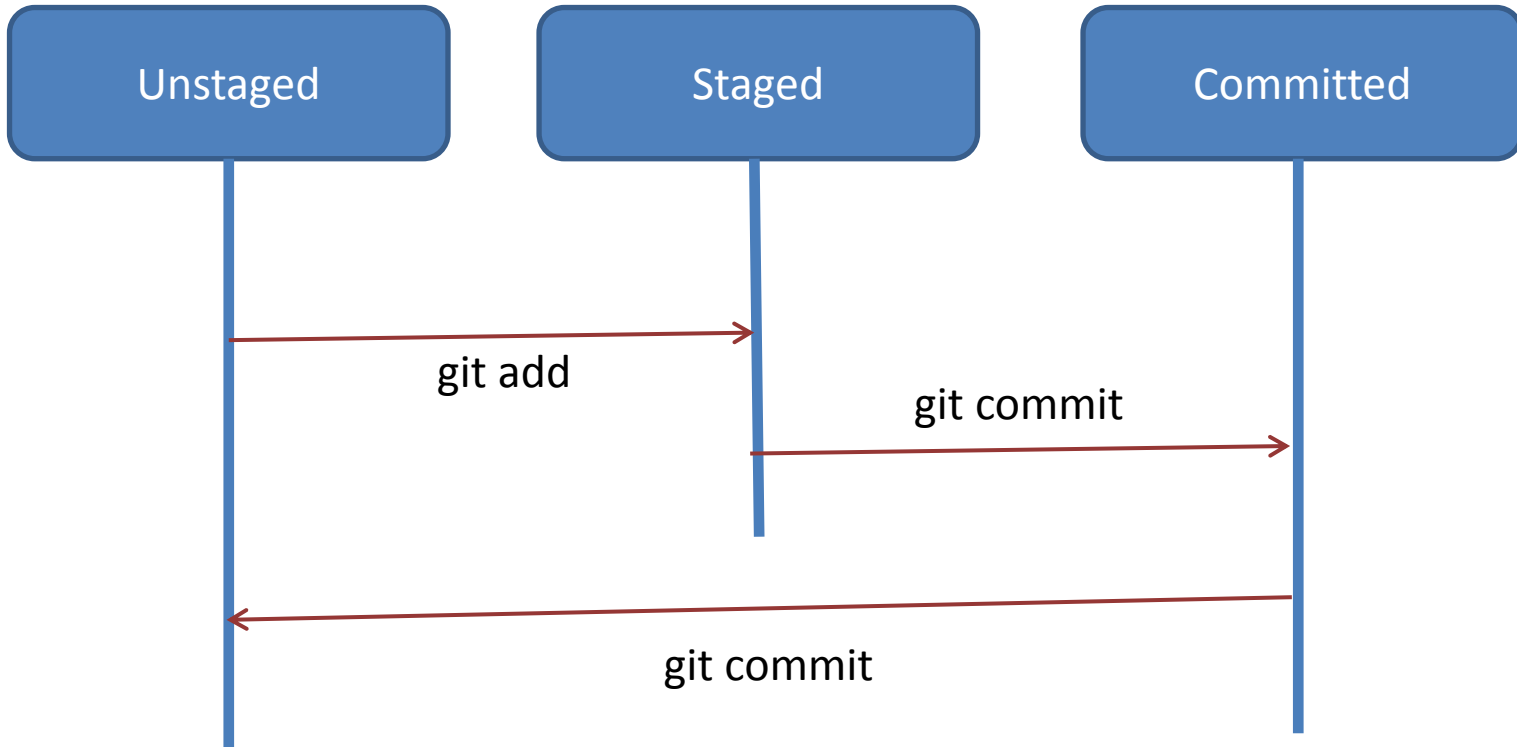 Unstaged
Staged
Committed
git add
git commit
git commit